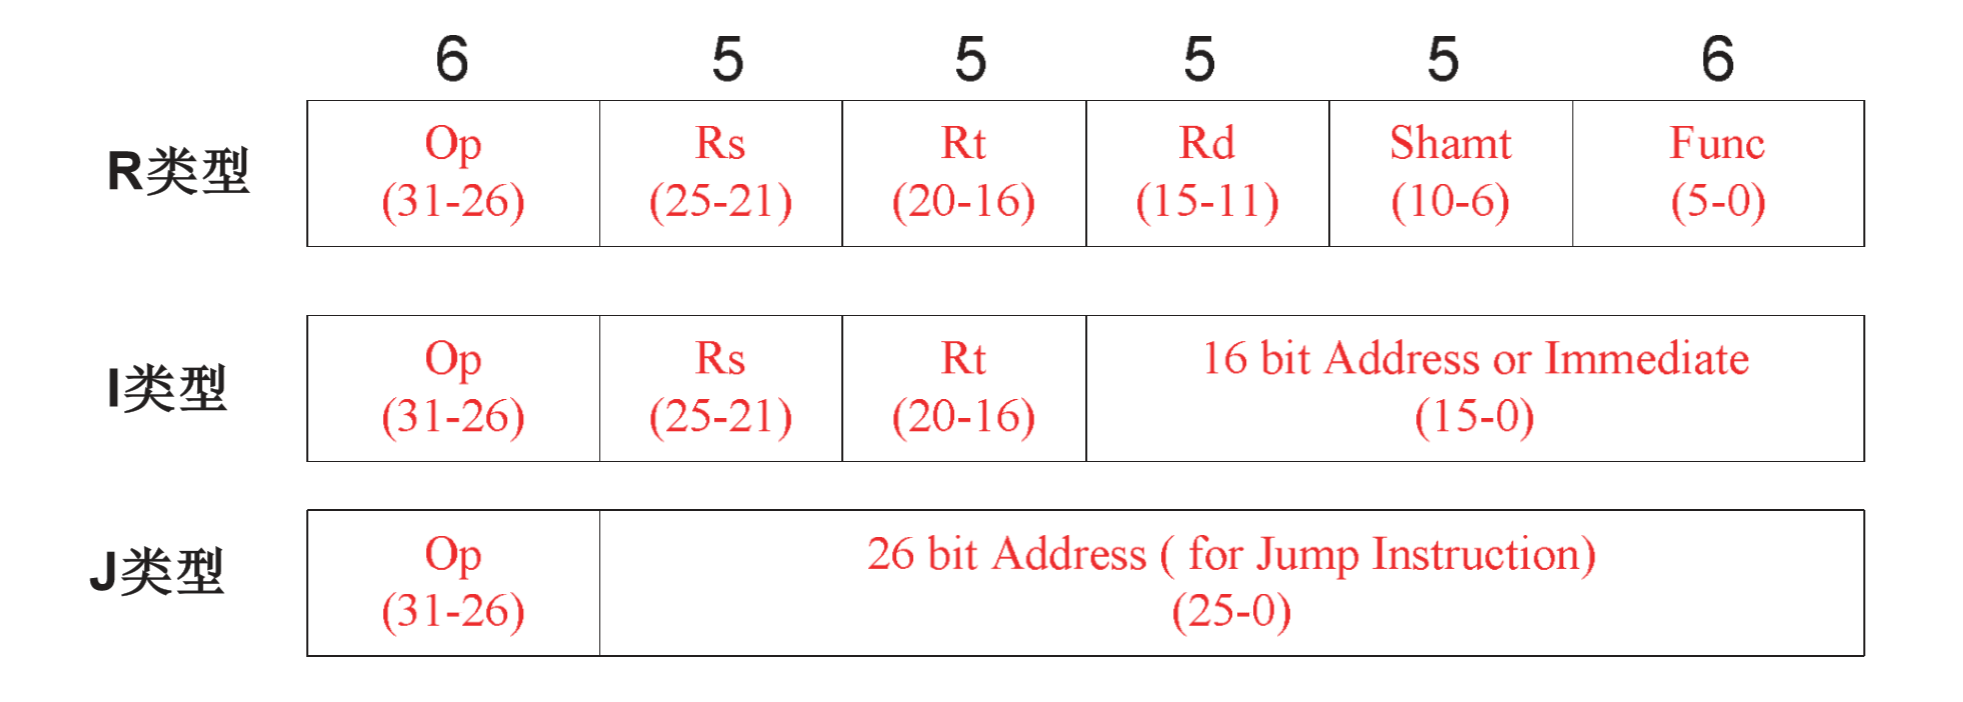 6 5 5 5 5 6
R类型
Op Rs Rt Rd Shamt Func
(31-26) (25-21) (20-16) (15-11) (10-6) (5-0)
I类型
Op Rs Rt 16 bit Address or Immediate
(31-26) (25-21) (20-16) (15-0)
J类型
Op 26 bit Address ( for Jump Instruction)
(31-26) (25-0)